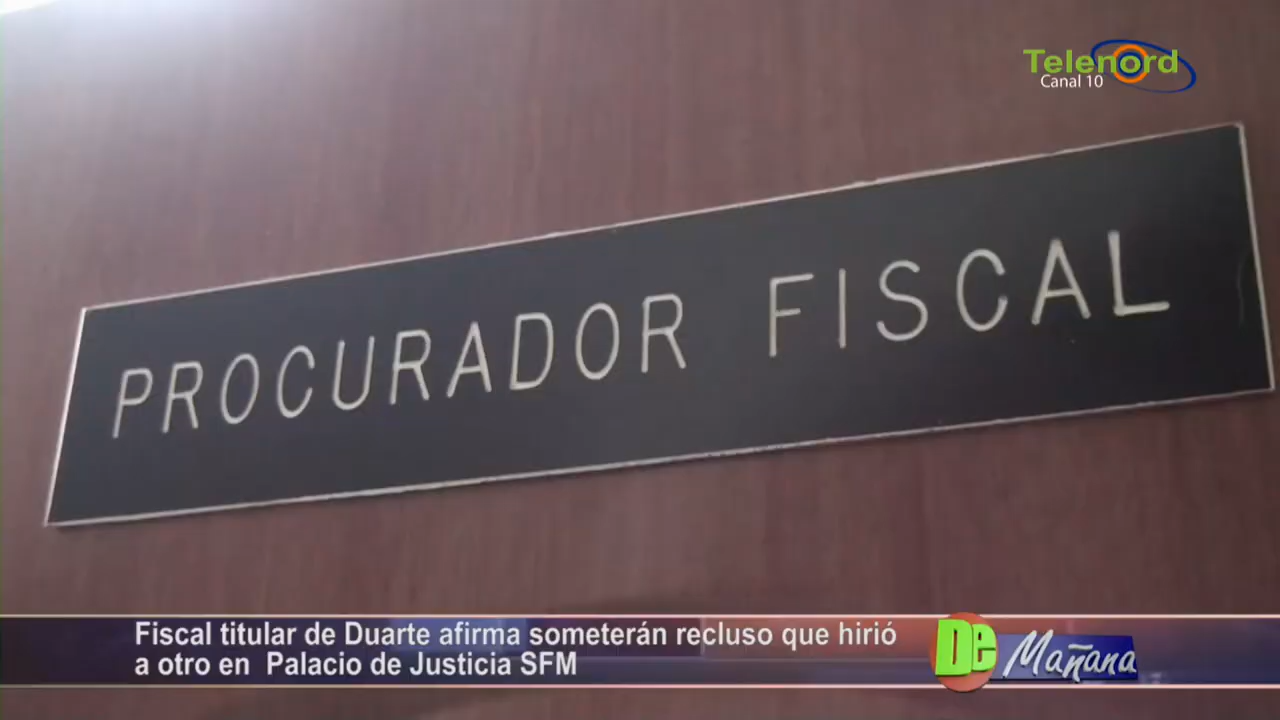 Telenord
Canal 10
PROCURADOR FISCAL
Fiscal titular de Duarte afirma someterán recluso que hirió
a otro en Palacio de Justicia SFM
De Mañana